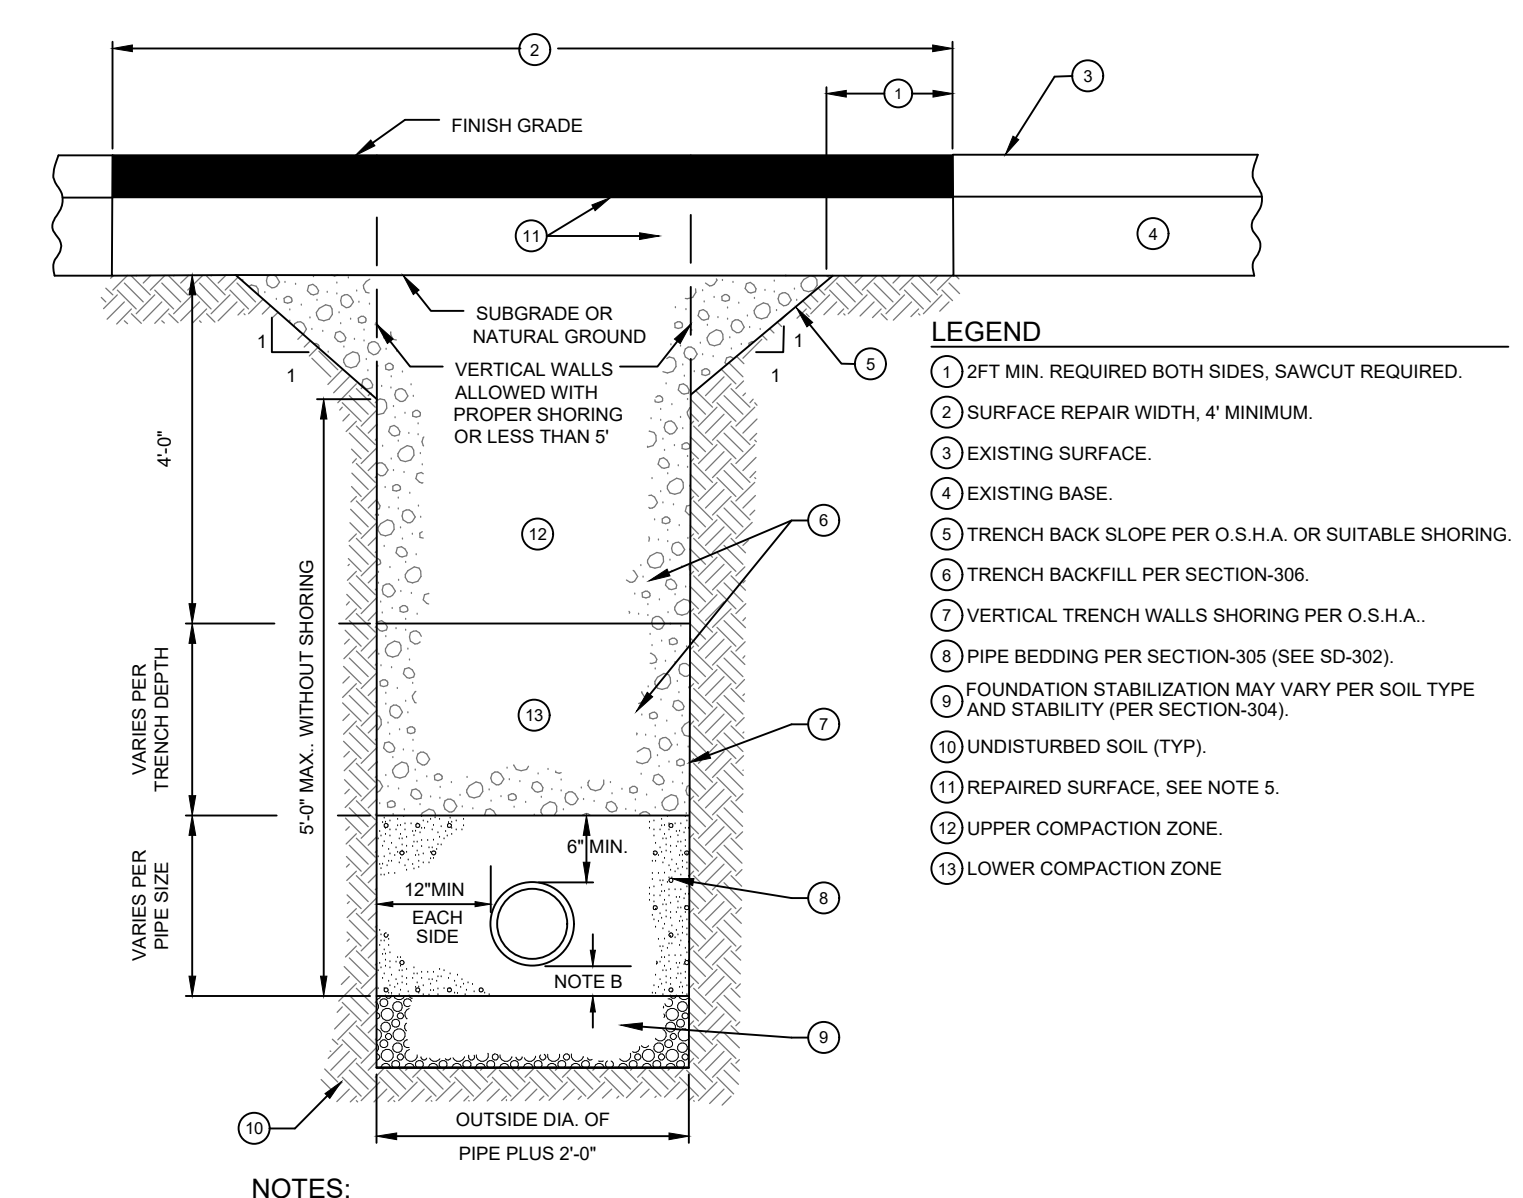 2
1
3
FINISH GRADE
11
4
SUBGRADE OR
NATURAL GROUND
1
1
1
1
VERTICAL WALLS
ALLOWED WITH
PROPER SHORING
OR LESS THAN 5'
5
4'-0"
5'-0" MAX.. WITHOUT SHORING
12
6
VARIES PER
TRENCH DEPTH
13
7
VARIES PER
PIPE SIZE
6" MIN.
12"MIN
EACH
SIDE
8
NOTE B
9
10
OUTSIDE DIA. OF
PIPE PLUS 2'-0"
LEGEND
1 2FT MIN. REQUIRED BOTH SIDES, SAWCUT REQUIRED.
2 SURFACE REPAIR WIDTH, 4' MINIMUM.
3 EXISTING SURFACE.
4 EXISTING BASE.
5 TRENCH BACK SLOPE PER O.S.H.A. OR SUITABLE SHORING.
6 TRENCH BACKFILL PER SECTION-306.
7 VERTICAL TRENCH WALLS SHORING PER O.S.H.A..
8 PIPE BEDDING PER SECTION-305 (SEE SD-302).
9 FOUNDATION STABILIZATION MAY VARY PER SOIL TYPE
AND STABILITY (PER SECTION-304).
10 UNDISTURBED SOIL (TYP).
11 REPAIRED SURFACE, SEE NOTE 5.
12 UPPER COMPACTION ZONE.
13 LOWER COMPACTION ZONE
NOTES: